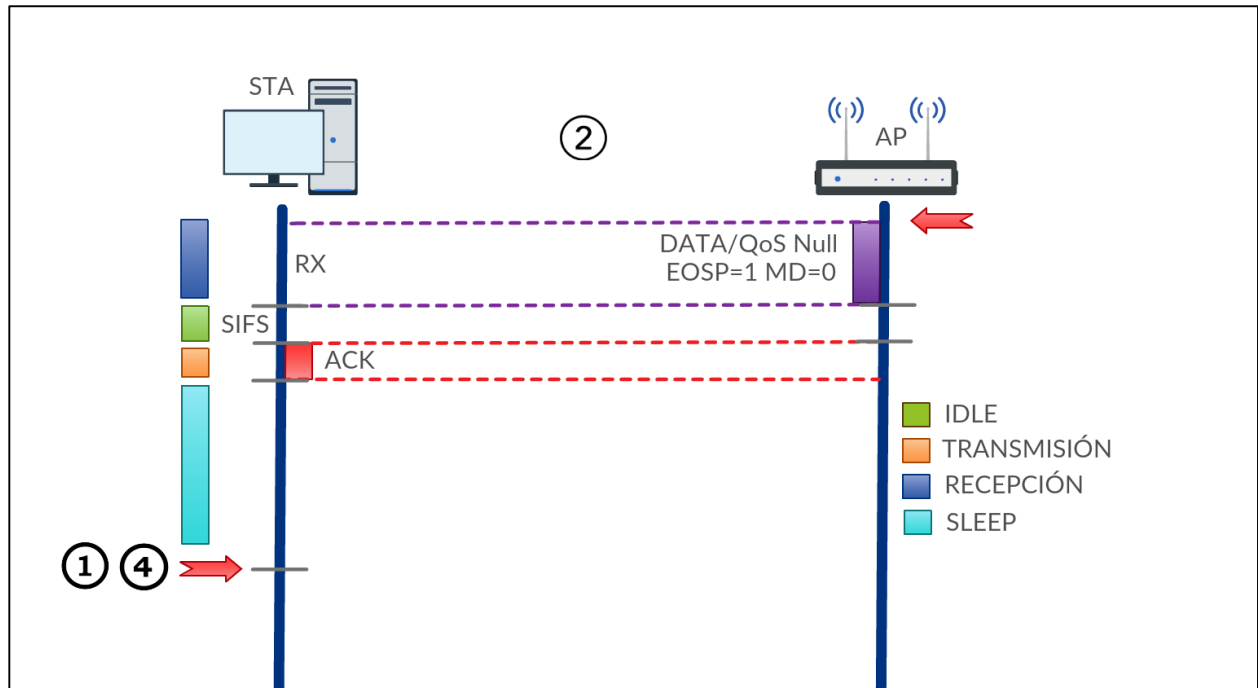 STA
②
AP
DATA/QoS Null
EOSP=1 MD=0
RX
SIFS
ACK
IDLE
TRANSMISIÓN
RECEPCIÓN
SLEEP
① ④